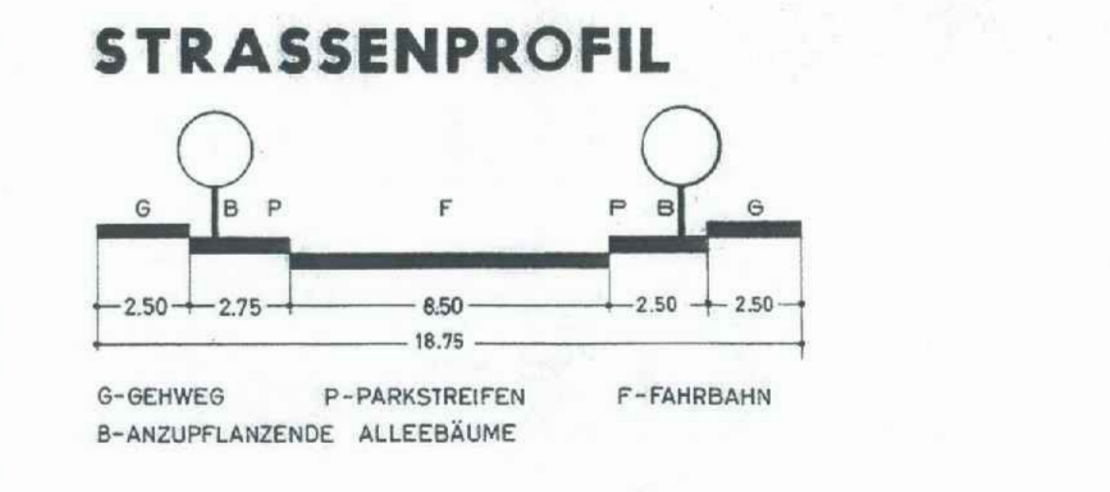 STRASSENPROFIL
G B P F P B G
2.50 2.75 8.50 2.50 2.50
18.75
G-GEHWEG P-PARKSTREIFEN F-FAHRBAHN
B-ANZUPFLANZENDE ALLEEBÄUME